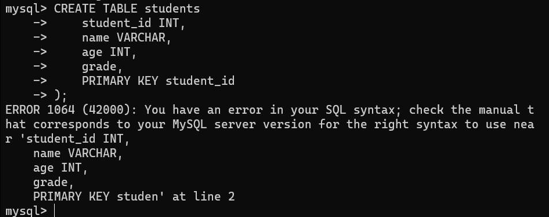 mysql> CREATE TABLE students
    ->     student_id INT,
    ->     name VARCHAR,
    ->     age INT,
    ->     grade,
    ->     PRIMARY KEY student_id
    -> );
ERROR 1064 (42000): You have an error in your SQL syntax; check the manual t
hat corresponds to your MySQL server version for the right syntax to use nea
r 'student_id INT,
    name VARCHAR,
    age INT,
    grade,
    PRIMARY KEY studen' at line 2
mysql>